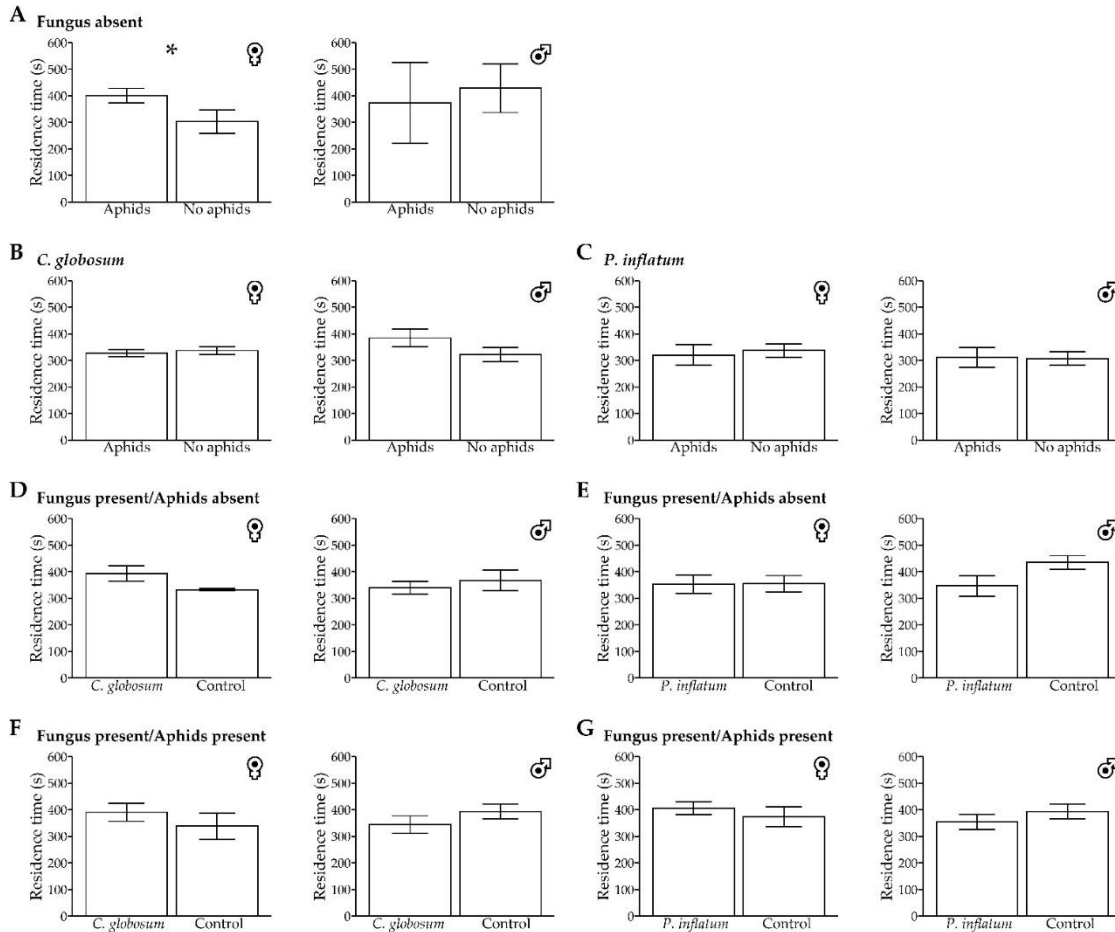 A Fungus absent
Residence time (s)
600
500
400
300
200
100
0
*
Aphids No aphids
Residence time (s)
600
500
400
300
200
100
0
Aphids No aphids
B C. globosum
Residence time (s)
600
500
400
300
200
100
0
Aphids No aphids
Residence time (s)
600
500
400
300
200
100
0
Aphids No aphids
C P. inflatum
Residence time (s)
600
500
400
300
200
100
0
Aphids No aphids
Residence time (s)
600
500
400
300
200
100
0
Aphids No aphids
D Fungus present/Aphids absent
Residence time (s)
600
500
400
300
200
100
0
C. globosum Control
Residence time (s)
600
500
400
300
200
100
0
C. globosum Control
E Fungus present/Aphids absent
Residence time (s)
600
500
400
300
200
100
0
P. inflatum Control
Residence time (s)
600
500
400
300
200
100
0
P. inflatum Control
F Fungus present/Aphids present
Residence time (s)
600
500
400
300
200
100
0
C. globosum Control
Residence time (s)
600
500
400
300
200
100
0
C. globosum Control
G Fungus present/Aphids present
Residence time (s)
600
500
400
300
200
100
0
P. inflatum Control
Residence time (s)
600
500
400
300
200
100
0
P. inflatum Control